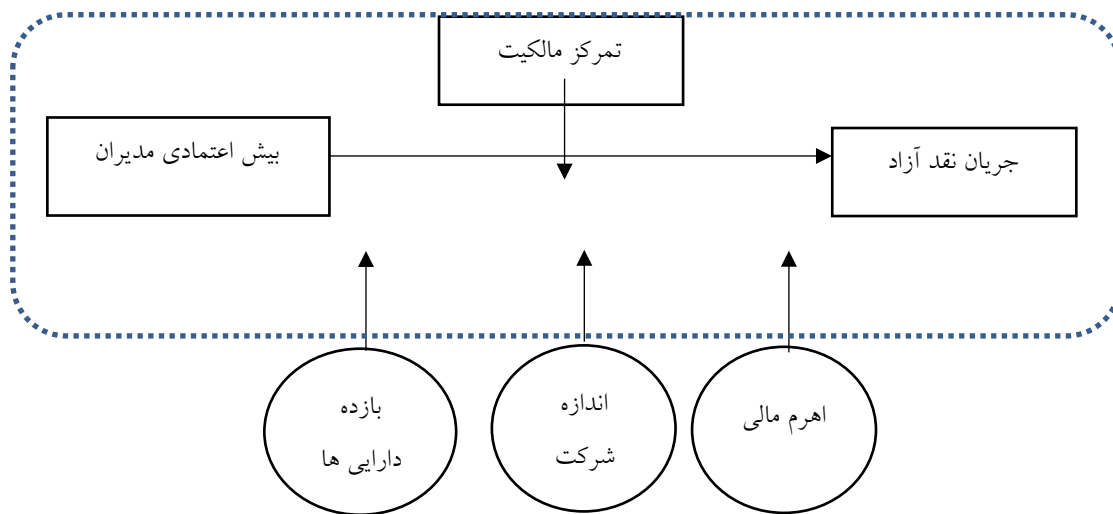 تمرکز مالکیت
بیش اعتمادی مدیران
جریان نقد آزاد
بازده
دارایی ها
اندازه
شرکت
اهرم مالی